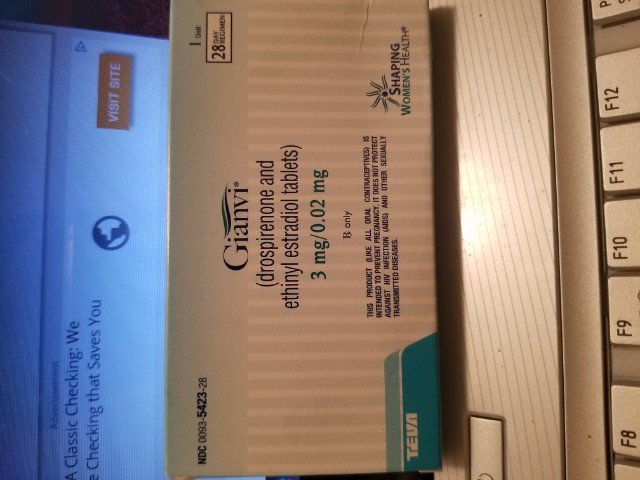 NDC 0093-5423-28
1 UNIT
28 DAY
REGIMEN
Gianvi®
(drospirenone and
ethinyl estradiol tablets)
3 mg/0.02 mg
℞ only
THIS PRODUCT (LIKE ALL ORAL CONTRACEPTIVES) IS
INTENDED TO PREVENT PREGNANCY. IT DOES NOT PROTECT
AGAINST HIV INFECTION (AIDS) AND OTHER SEXUALLY
TRANSMITTED DISEASES.
SHAPING
WOMEN'S HEALTH®
TEVA
Advertisement
A Classic Checking: We
e Checking that Saves You
VISIT SITE
F8
F9
F10
F11
F12
P